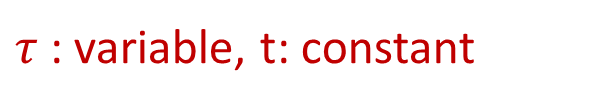 τ : variable, t: constant